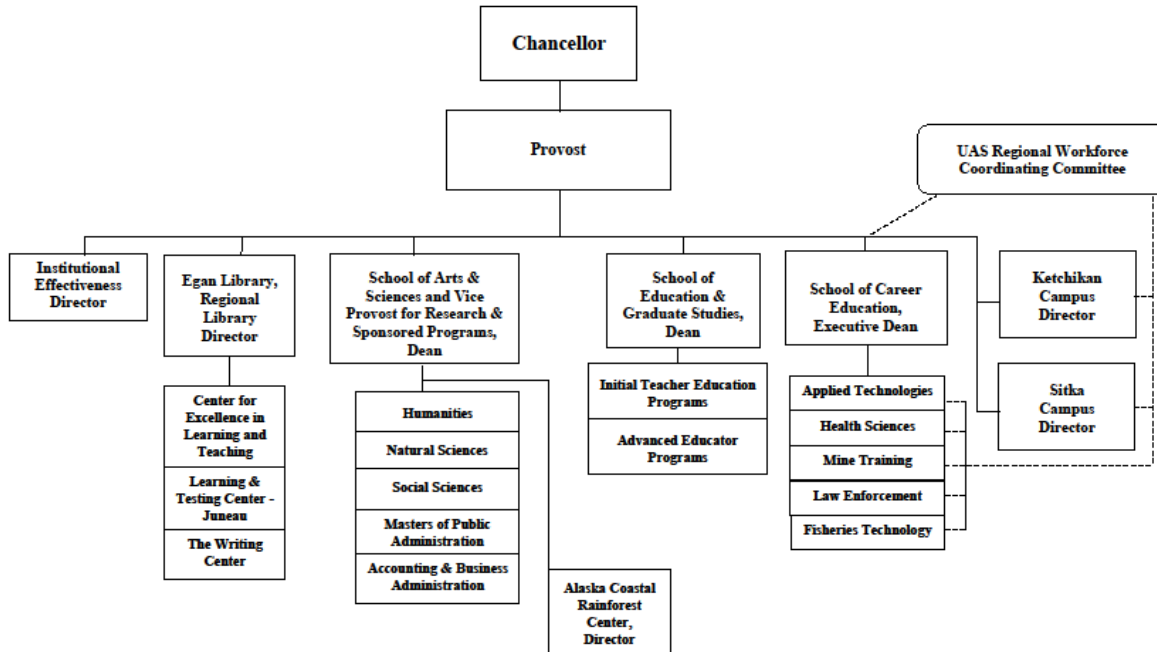 Chancellor
Provost
UAS Regional Workforce
Coordinating Committee
Institutional
Effectiveness
Director
Egan Library,
Regional
Library
Director
School of Arts &
Sciences and Vice
Provost for Research &
Sponsored Programs,
Dean
School of
Education &
Graduate Studies,
Dean
School of Career
Education,
Executive Dean
Ketchikan
Campus
Director
Sitka
Campus
Director
Center for
Excellence in
Learning and
Teaching
Learning &
Testing Center -
Juneau
The Writing
Center
Humanities
Natural Sciences
Social Sciences
Masters of Public
Administration
Accounting & Business
Administration
Alaska Coastal
Rainforest
Center,
Director
Initial Teacher Education
Programs
Advanced Educator
Programs
Applied Technologies
Health Sciences
Mine Training
Law Enforcement
Fisheries Technology